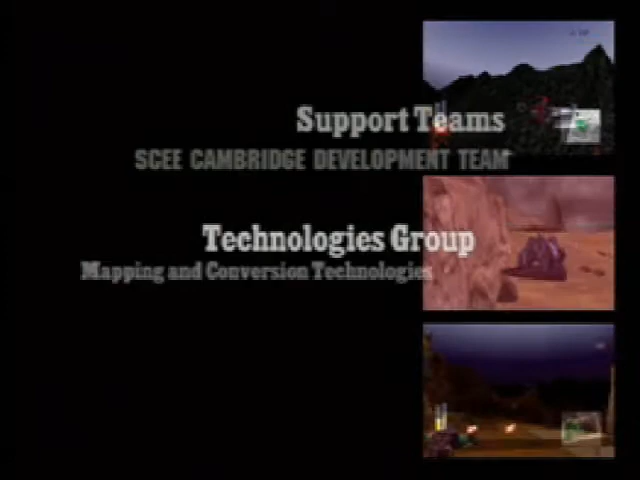 Support Teams
SCEE CAMBRIDGE DEVELOPMENT TEAM
Technologies Group
Mapping and Conversion Technologies